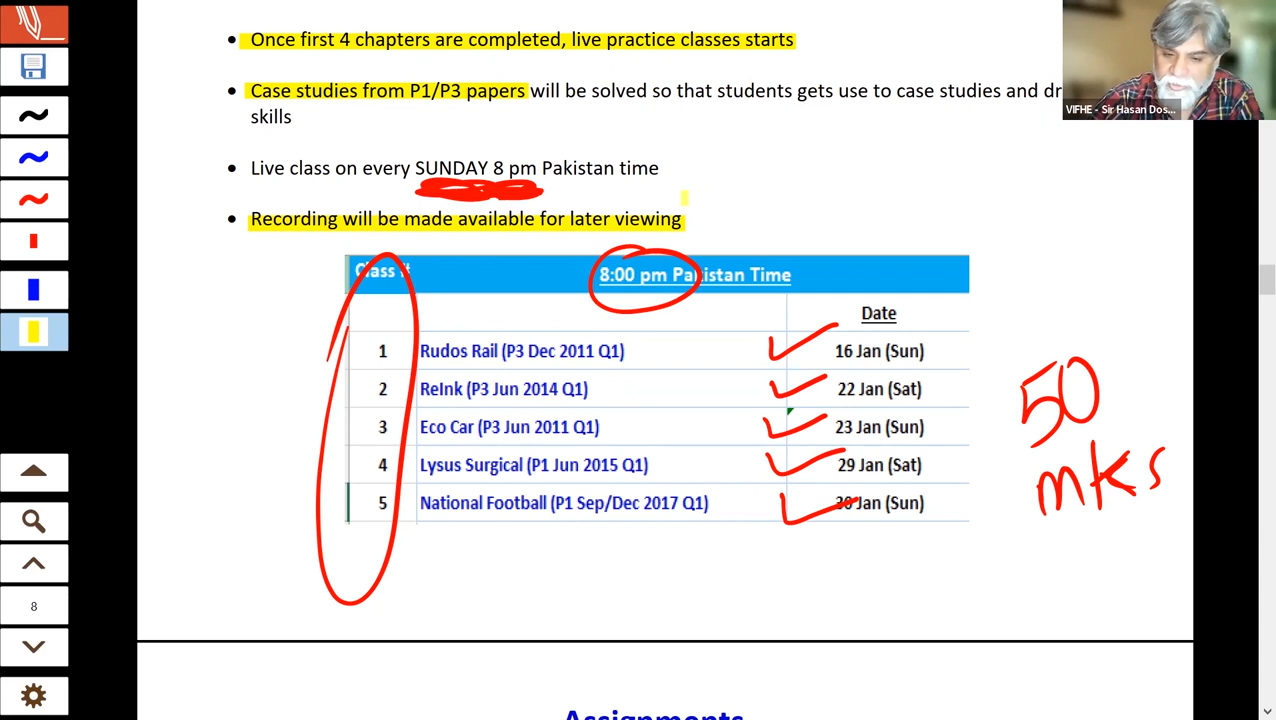 • Once first 4 chapters are completed, live practice classes starts
• Case studies from P1/P3 papers will be solved so that students gets use to case studies and dr
skills
VIFHE - Sir Hasan Dos...
• Live class on every SUNDAY 8 pm Pakistan time
• Recording will be made available for later viewing
Class # 8:00 pm Pakistan Time
Date
1 Rudos Rail (P3 Dec 2011 Q1) 16 Jan (Sun)
2 ReInk (P3 Jun 2014 Q1) 22 Jan (Sat)
3 Eco Car (P3 Jun 2011 Q1) 23 Jan (Sun)
4 Lysus Surgical (P1 Jun 2015 Q1) 29 Jan (Sat)
5 National Football (P1 Sep/Dec 2017 Q1) 30 Jan (Sun)
50
mks
8
Assignments